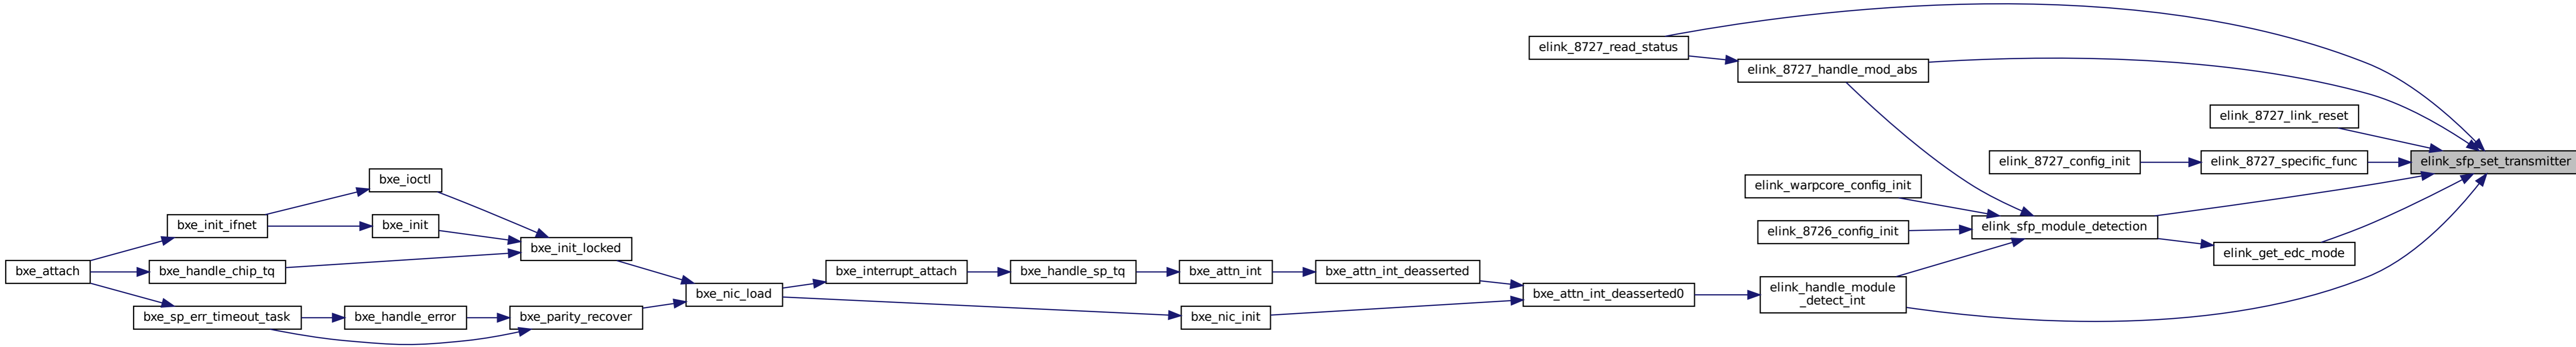 elink_8727_read_status
elink_8727_handle_mod_abs
elink_8727_link_reset
elink_8727_config_init
elink_8727_specific_func
elink_sfp_set_transmitter
bxe_ioctl
elink_warpcore_config_init
bxe_init_ifnet
bxe_init
elink_8726_config_init
elink_sfp_module_detection
bxe_init_locked
elink_get_edc_mode
bxe_attach
bxe_handle_chip_tq
bxe_interrupt_attach
bxe_handle_sp_tq
bxe_attn_int
bxe_attn_int_deasserted
bxe_nic_load
bxe_attn_int_deasserted0
elink_handle_module
_detect_int
bxe_sp_err_timeout_task
bxe_handle_error
bxe_parity_recover
bxe_nic_init